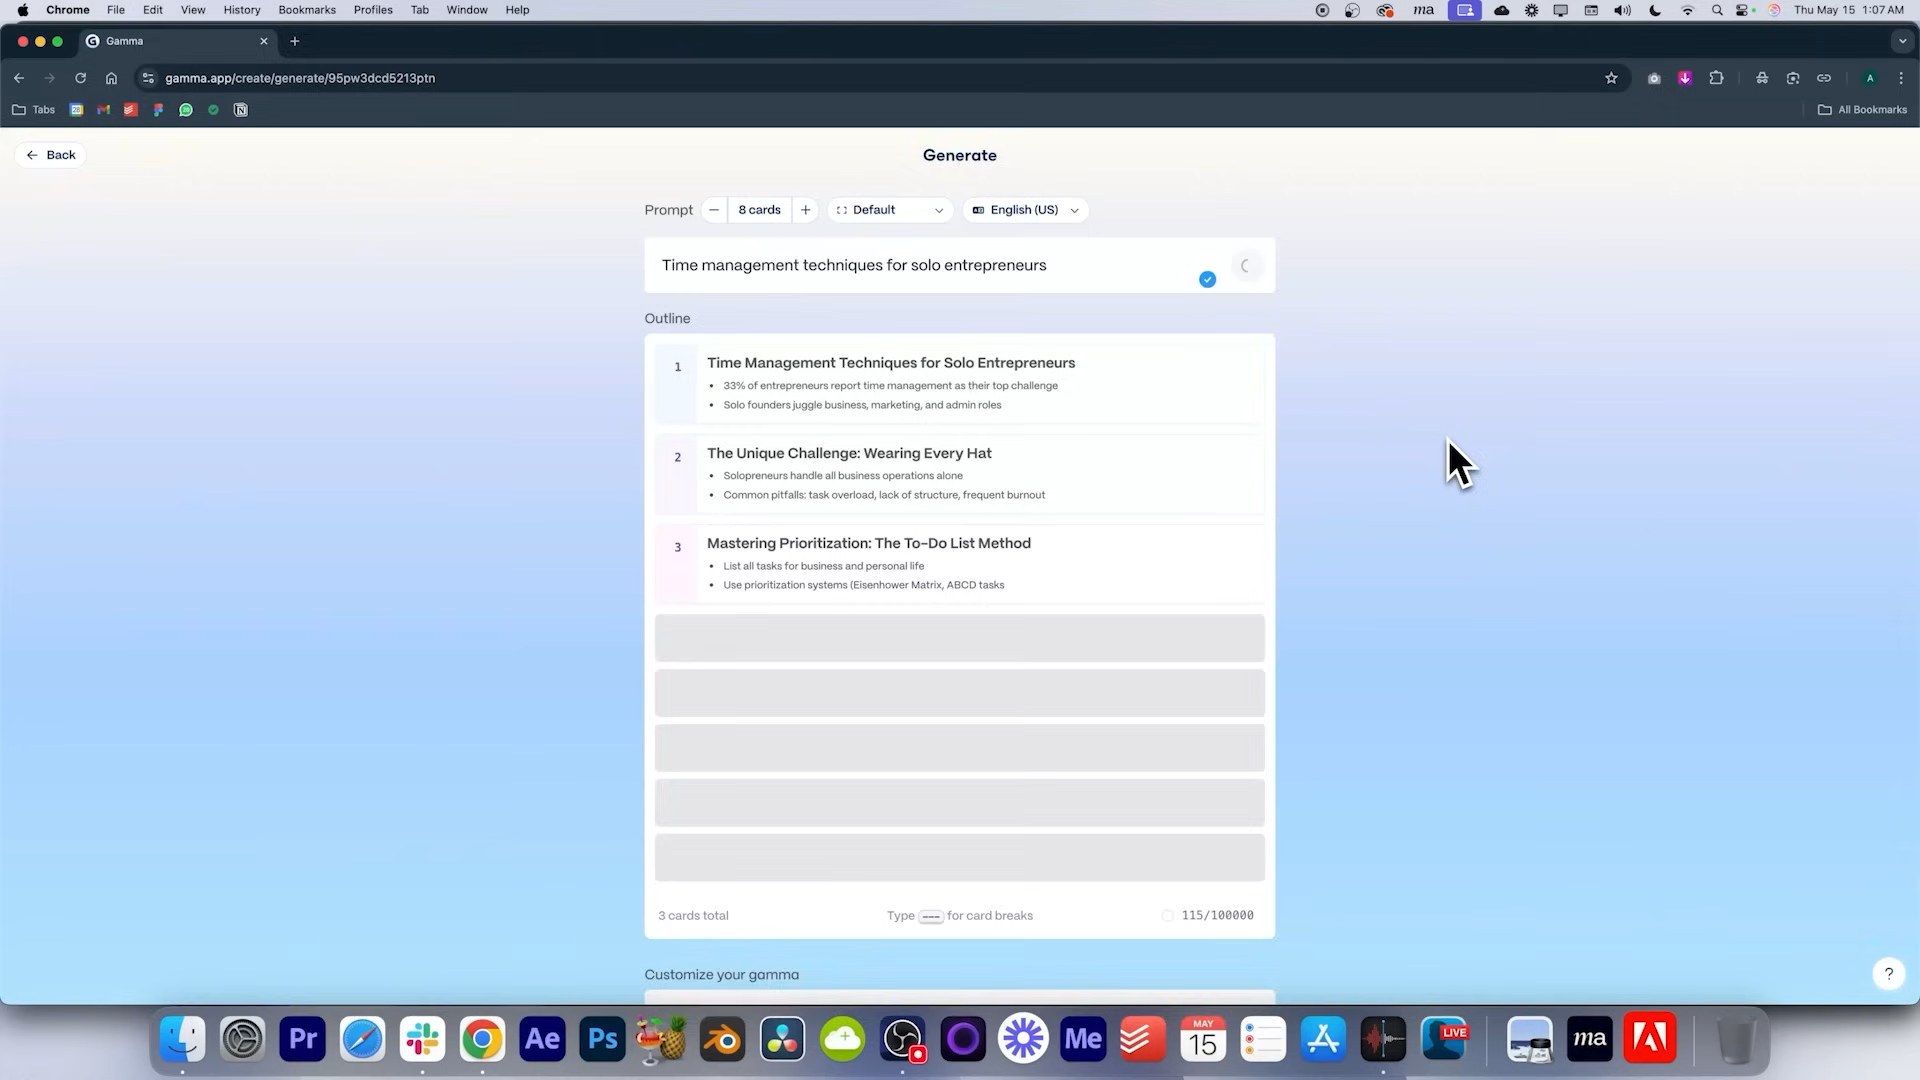 Chrome File Edit View History Bookmarks Profiles Tab Window Help ma Thu May 15 1:07 AM
Gamma
gamma.app/create/generate/95pw3dcd5213ptn A
Tabs All Bookmarks
Back Generate
Prompt 8 cards Default English (US)
Time management techniques for solo entrepreneurs
Outline
1 Time Management Techniques for Solo Entrepreneurs
• 33% of entrepreneurs report time management as their top challenge
• Solo founders juggle business, marketing, and admin roles
2 The Unique Challenge: Wearing Every Hat
• Solopreneurs handle all business operations alone
• Common pitfalls: task overload, lack of structure, frequent burnout
3 Mastering Prioritization: The To-Do List Method
• List all tasks for business and personal life
• Use prioritization systems (Eisenhower Matrix, ABCD tasks
3 cards total Type --- for card breaks 115/100000
Customize your gamma
?
Pr Ae Ps Me MAY 15 LIVE ma